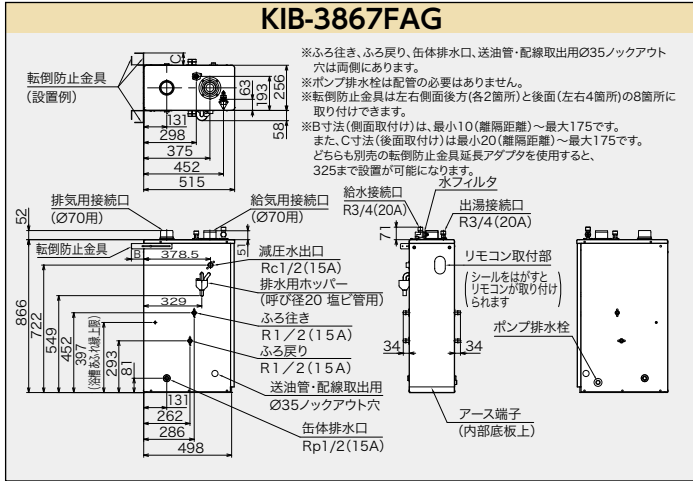 KIB-3867FAG
転倒防止金具
(設置例)
C
63
193
256
58
131
298
375
452
515
※ふろ往き、ふろ戻り、缶体排水口、送油管・配線取出用Ø35ノックアウト
穴は両側にあります。
※ポンプ排水栓は配管の必要はありません。
※転倒防止金具は左右側面後方(各2箇所)と後面(左右4箇所)の8箇所に
取り付けできます。
※B寸法(側面取付け)は、最小10(離隔距離)～最大175です。
また、C寸法(後面取付け)は最小20(離隔距離)～最大175です。
どちらも別売の転倒防止金具延長アダプタを使用すると、
325まで設置が可能になります。
排気用接続口
(Ø70用)
給気用接続口
(Ø70用)
52
転倒防止金具
B
378.5
51
減圧水出口
Rc1/2(15A)
排水用ホッパー
(呼び径20 塩ビ管用)
329
ふろ往き
R1/2(15A)
ふろ戻り
R1/2(15A)
送油管・配線取出用
Ø35ノックアウト穴
缶体排水口
Rp1/2(15A)
866
722
549
452
397
(浴槽あふれ縁上限)
293
81
131
262
286
498
給水接続口
R3/4(20A)
水フィルタ
出湯接続口
R3/4(20A)
71
リモコン取付部
(シールをはがすと
リモコンが取り付け
られます)
34
34
ポンプ排水栓
アース端子
(内部底板上)